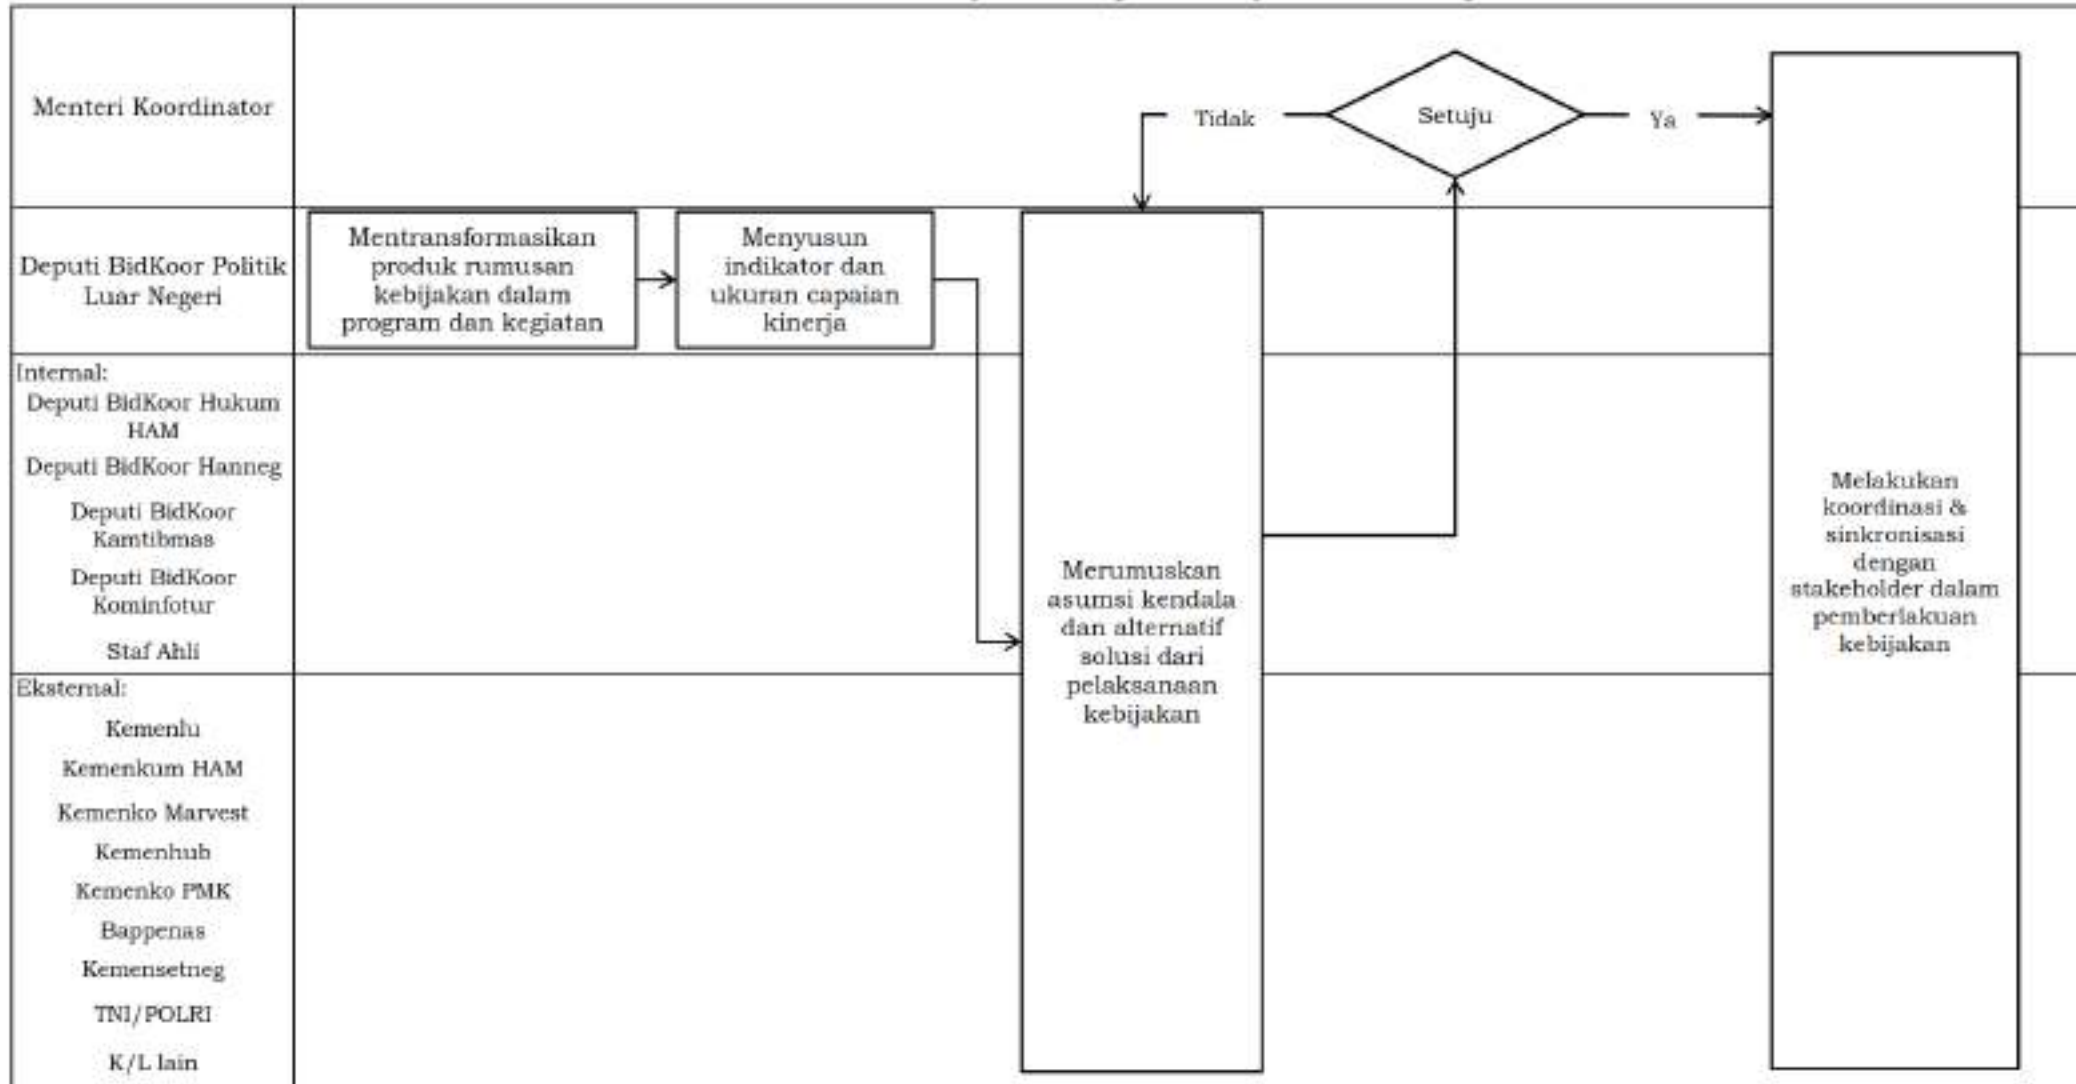 Menteri Koordinator
Tidak
Setuju
Ya
Deputi BidKoor Politik
Luar Negeri
Mentransformasikan
produk rumusan
kebijakan dalam
program dan kegiatan
Menyusun
indikator dan
ukuran capaian
kinerja
Internal:
Deputi BidKoor Hukum
HAM
Deputi BidKoor Hanneg
Deputi BidKoor
Kamtibmas
Deputi BidKoor
Kominfotur
Staf Ahli
Merumuskan
asumsi kendala
dan alternatif
solusi dari
pelaksanaan
kebijakan
Melakukan
koordinasi &
sinkronisasi
dengan
stakeholder dalam
pemberlakuan
kebijakan
Eksternal:
Kemenlu
Kemenkum HAM
Kemenko Marvest
Kemenhub
Kemenko PMK
Bappenas
Kemensetneg
TNI/POLRI
K/L lain